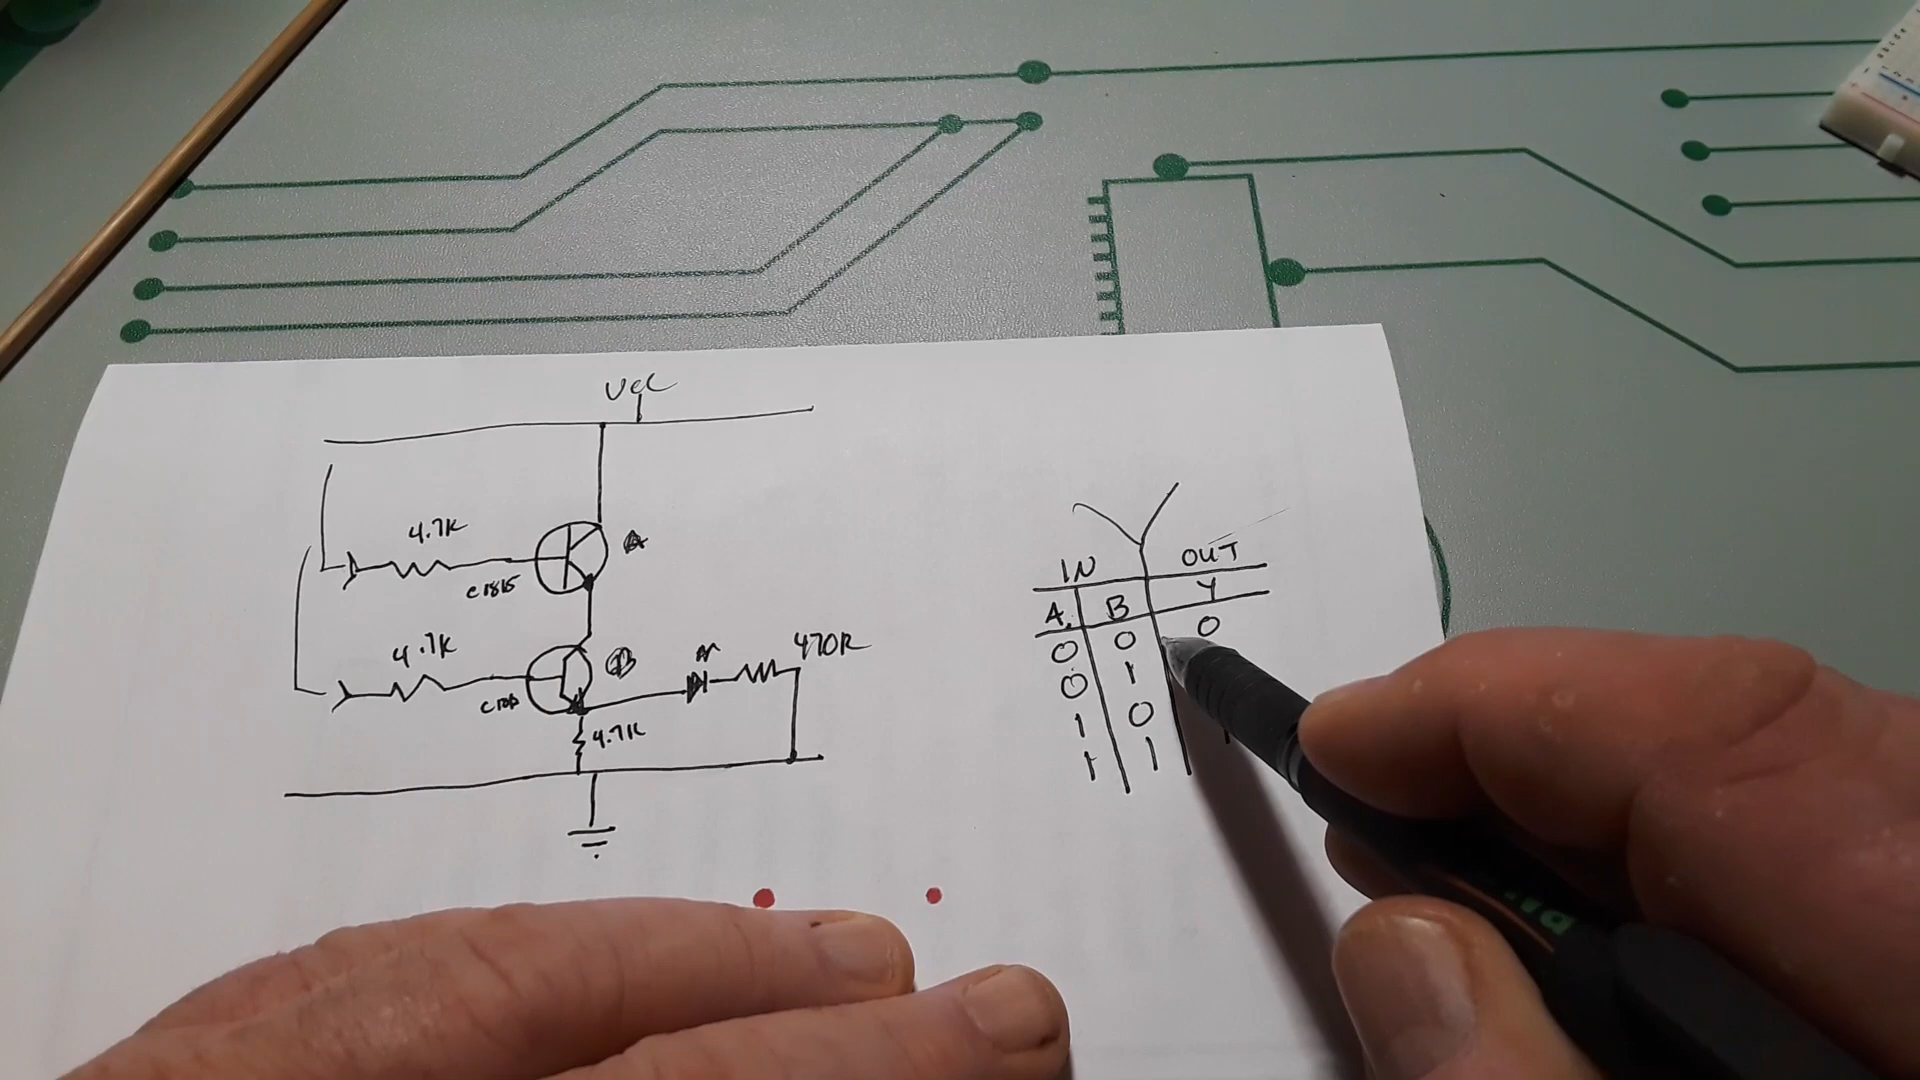 VCC
4.7K
A
C1815
4.7K
B
470R
4.7K
IN OUT
A B Y
0 0 0
0 1
1 0
1 1 1